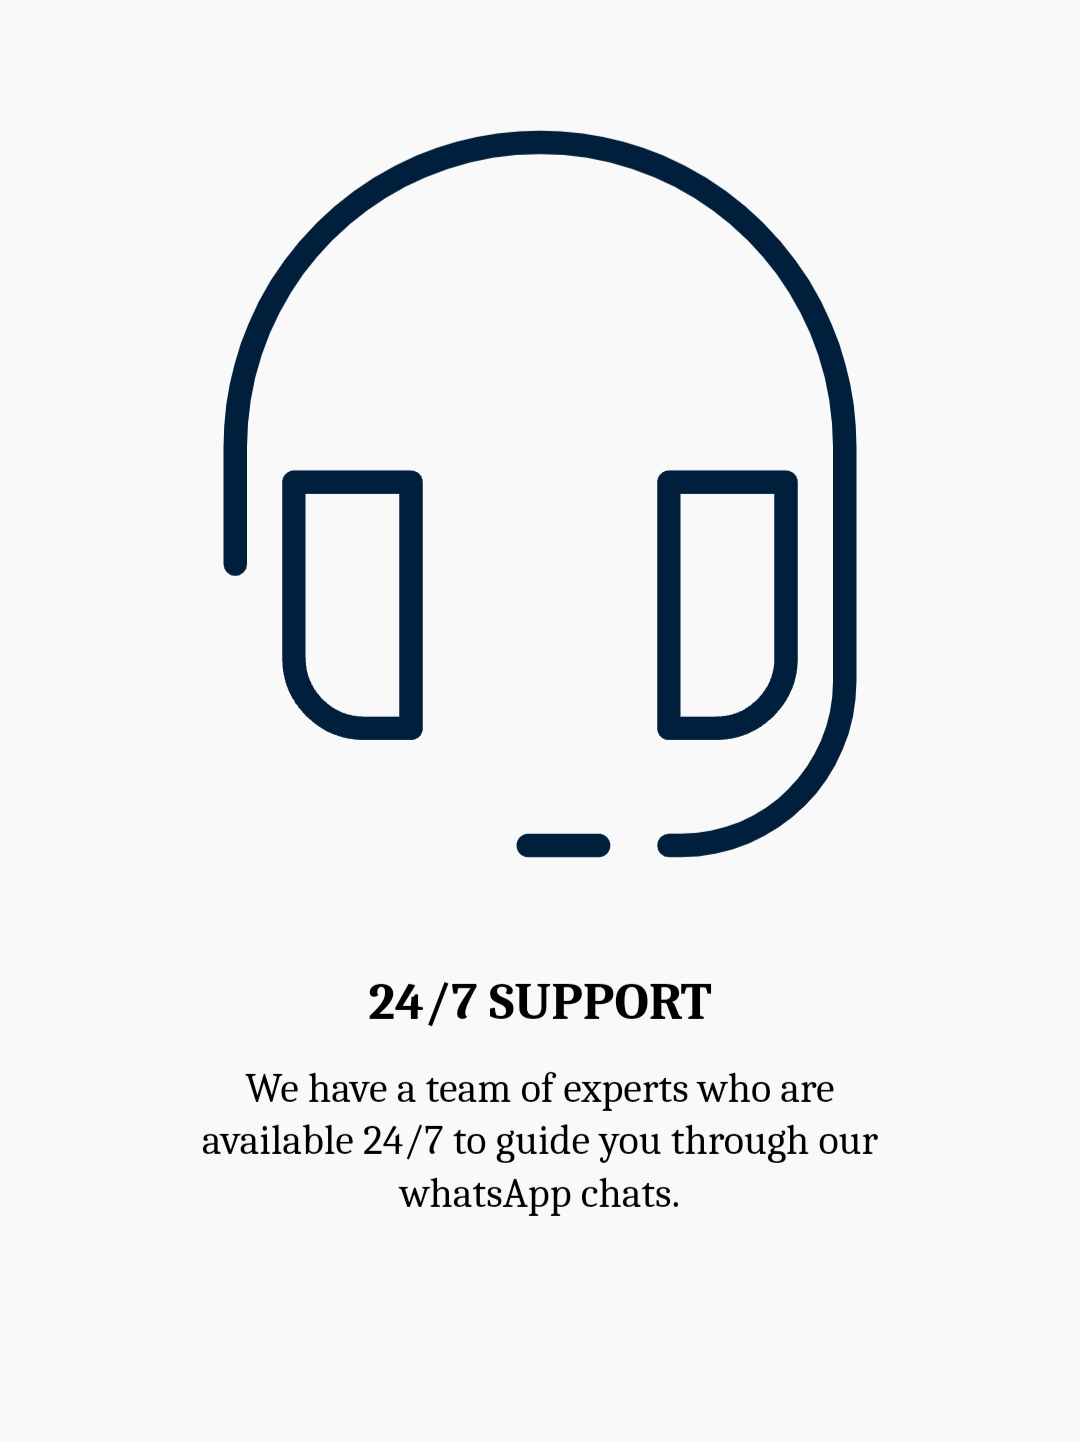 24/7 SUPPORT
We have a team of experts who are
available 24/7 to guide you through our
whatsApp chats.